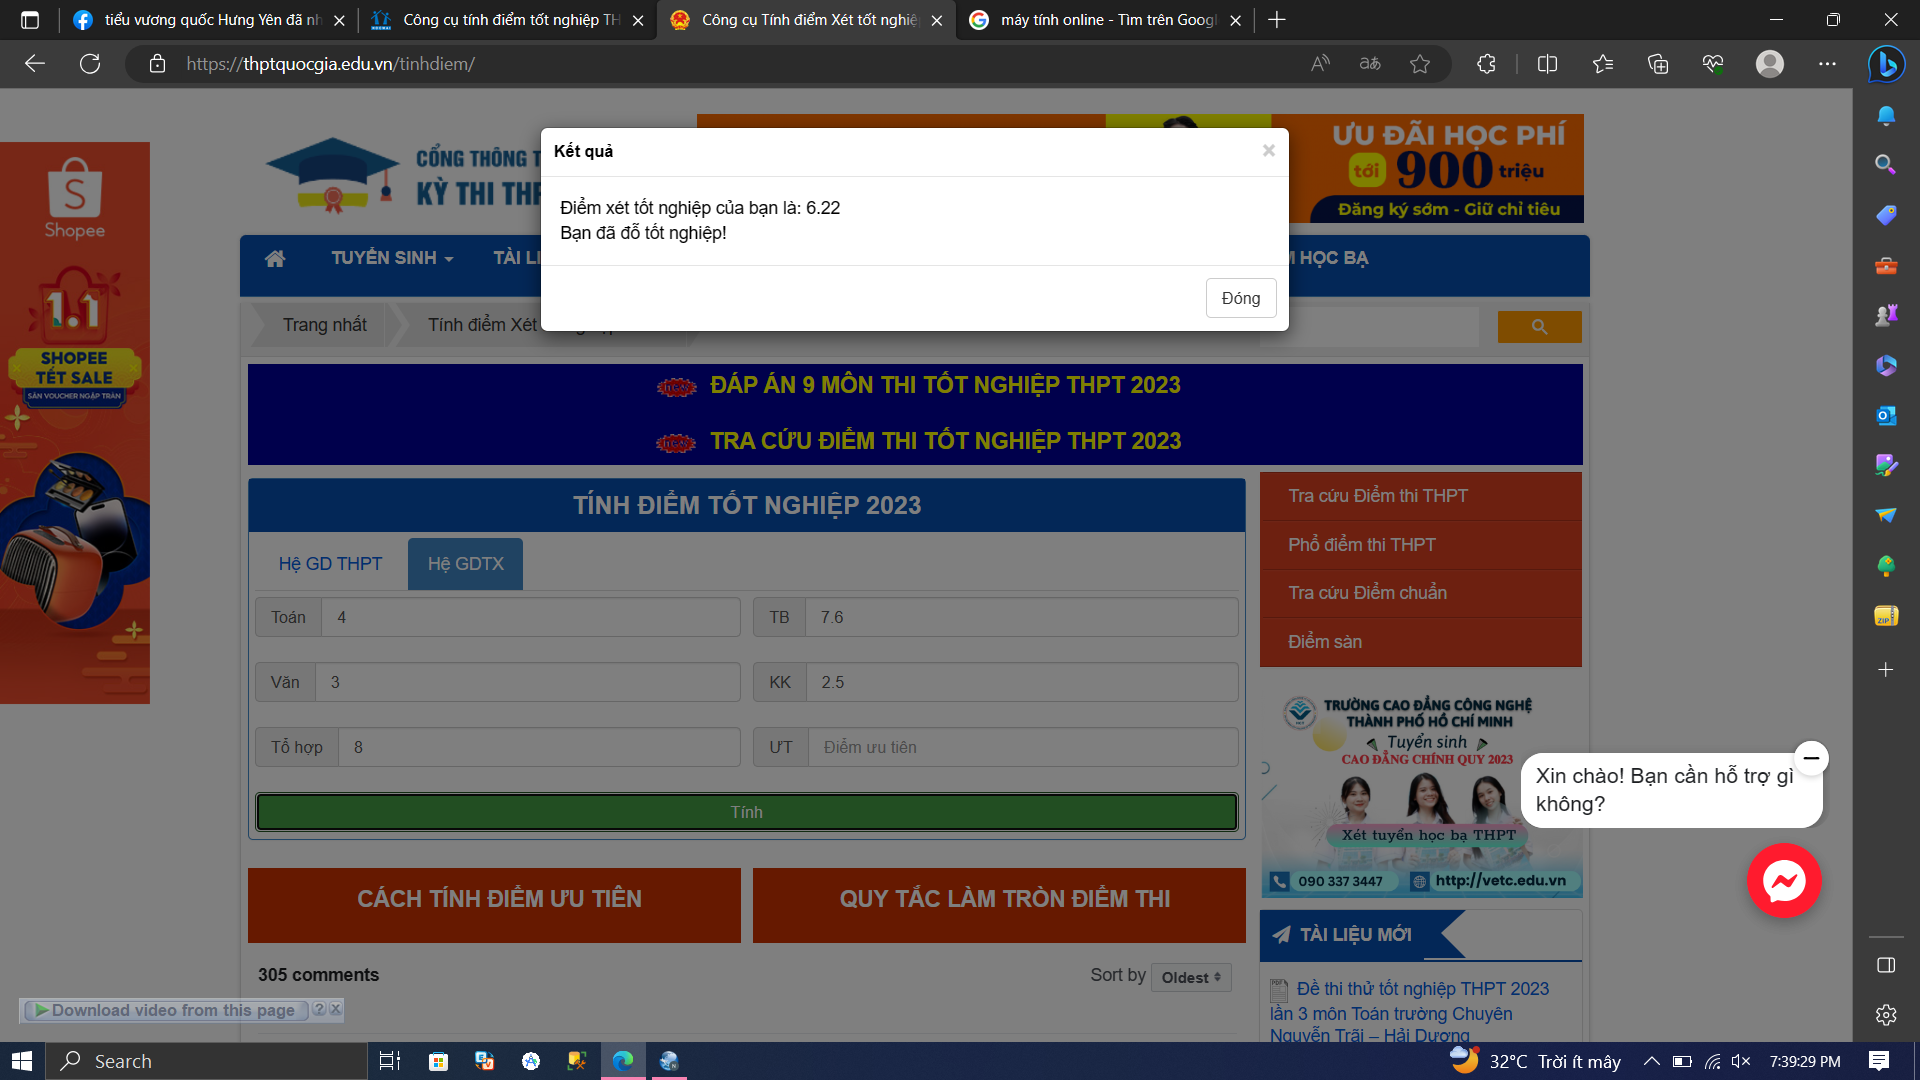 tiểu vương quốc Hưng Yên đã nh
Công cụ tính điểm tốt nghiệp TH
Công cụ Tính điểm Xét tốt nghiệp
máy tính online - Tìm trên Googl
https://thptquocgia.edu.vn/tinhdiem/
Shopee
1.1
SHOPEE
TẾT SALE
SĂN VOUCHER NGẬP TRÀN
CỔNG THÔNG T
KỲ THI THP
ƯU ĐÃI HỌC PHÍ
tới 900 triệu
Đăng ký sớm - Giữ chỉ tiêu
Kết quả
×
Điểm xét tốt nghiệp của bạn là: 6.22
Bạn đã đỗ tốt nghiệp!
Đóng
TUYỂN SINH
TÀI LI
M HỌC BẠ
Trang nhất
Tính điểm Xét
ĐÁP ÁN 9 MÔN THI TỐT NGHIỆP THPT 2023
TRA CỨU ĐIỂM THI TỐT NGHIỆP THPT 2023
TÍNH ĐIỂM TỐT NGHIỆP 2023
Hệ GD THPT
Hệ GDTX
Toán 4
TB 7.6
Văn 3
KK 2.5
Tổ hợp 8
ƯT Điểm ưu tiên
Tính
CÁCH TÍNH ĐIỂM ƯU TIÊN
QUY TẮC LÀM TRÒN ĐIỂM THI
305 comments
Sort by Oldest
Download video from this page ? X
Tra cứu Điểm thi THPT
Phổ điểm thi THPT
Tra cứu Điểm chuẩn
Điểm sàn
TRƯỜNG CAO ĐẲNG CÔNG NGHỆ
THÀNH PHỐ HỒ CHÍ MINH
Tuyển sinh
CAO ĐẲNG CHÍNH QUY 2023
Xét tuyển học bạ THPT
090 337 3447
http://vetc.edu.vn
Xin chào! Bạn cần hỗ trợ gì
không?
TÀI LIỆU MỚI
Đề thi thử tốt nghiệp THPT 2023
lần 3 môn Toán trường Chuyên
Nguyễn Trãi – Hải Dương
Search
32°C Trời ít mây
7:39:29 PM